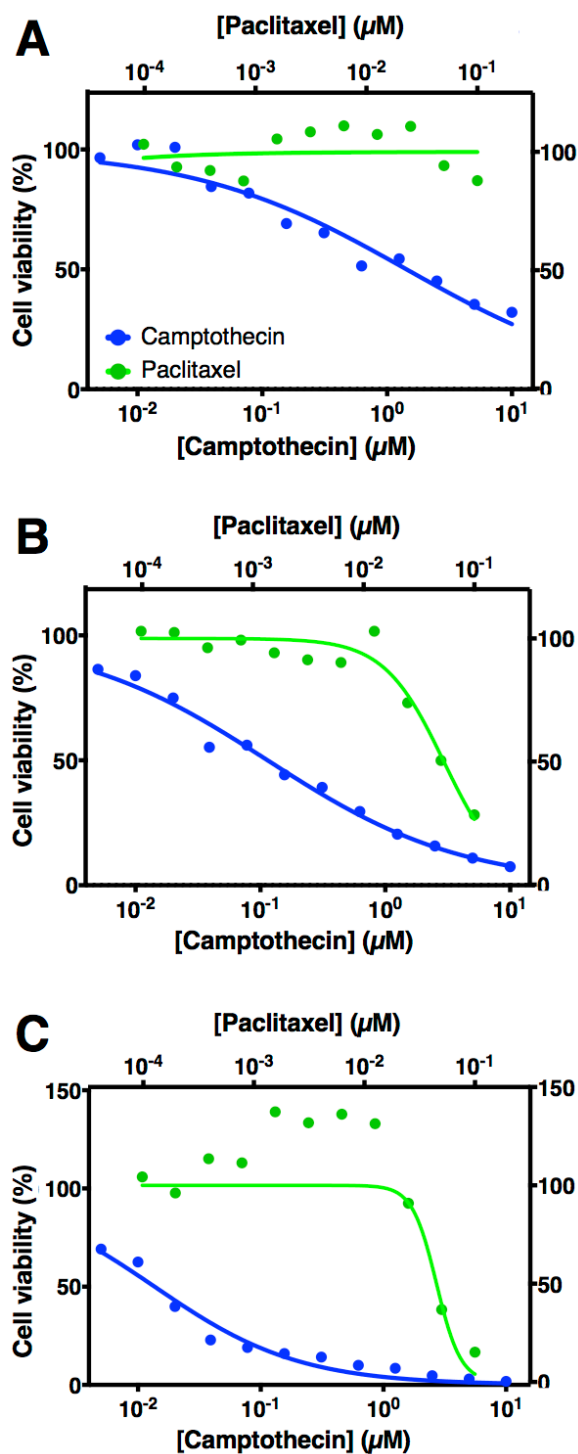 A
[Paclitaxel] (µM)
10⁻⁴ 10⁻³ 10⁻² 10⁻¹
Cell viability (%)
100 100
50 50
0 0
Camptothecin
Paclitaxel
10⁻² 10⁻¹ 10⁰ 10¹
[Camptothecin] (µM)
B
[Paclitaxel] (µM)
10⁻⁴ 10⁻³ 10⁻² 10⁻¹
Cell viability (%)
100 100
50 50
0 0
10⁻² 10⁻¹ 10⁰ 10¹
[Camptothecin] (µM)
C
[Paclitaxel] (µM)
10⁻⁴ 10⁻³ 10⁻² 10⁻¹
Cell viability (%)
150 150
100 100
50 50
0 0
10⁻² 10⁻¹ 10⁰ 10¹
[Camptothecin] (µM)